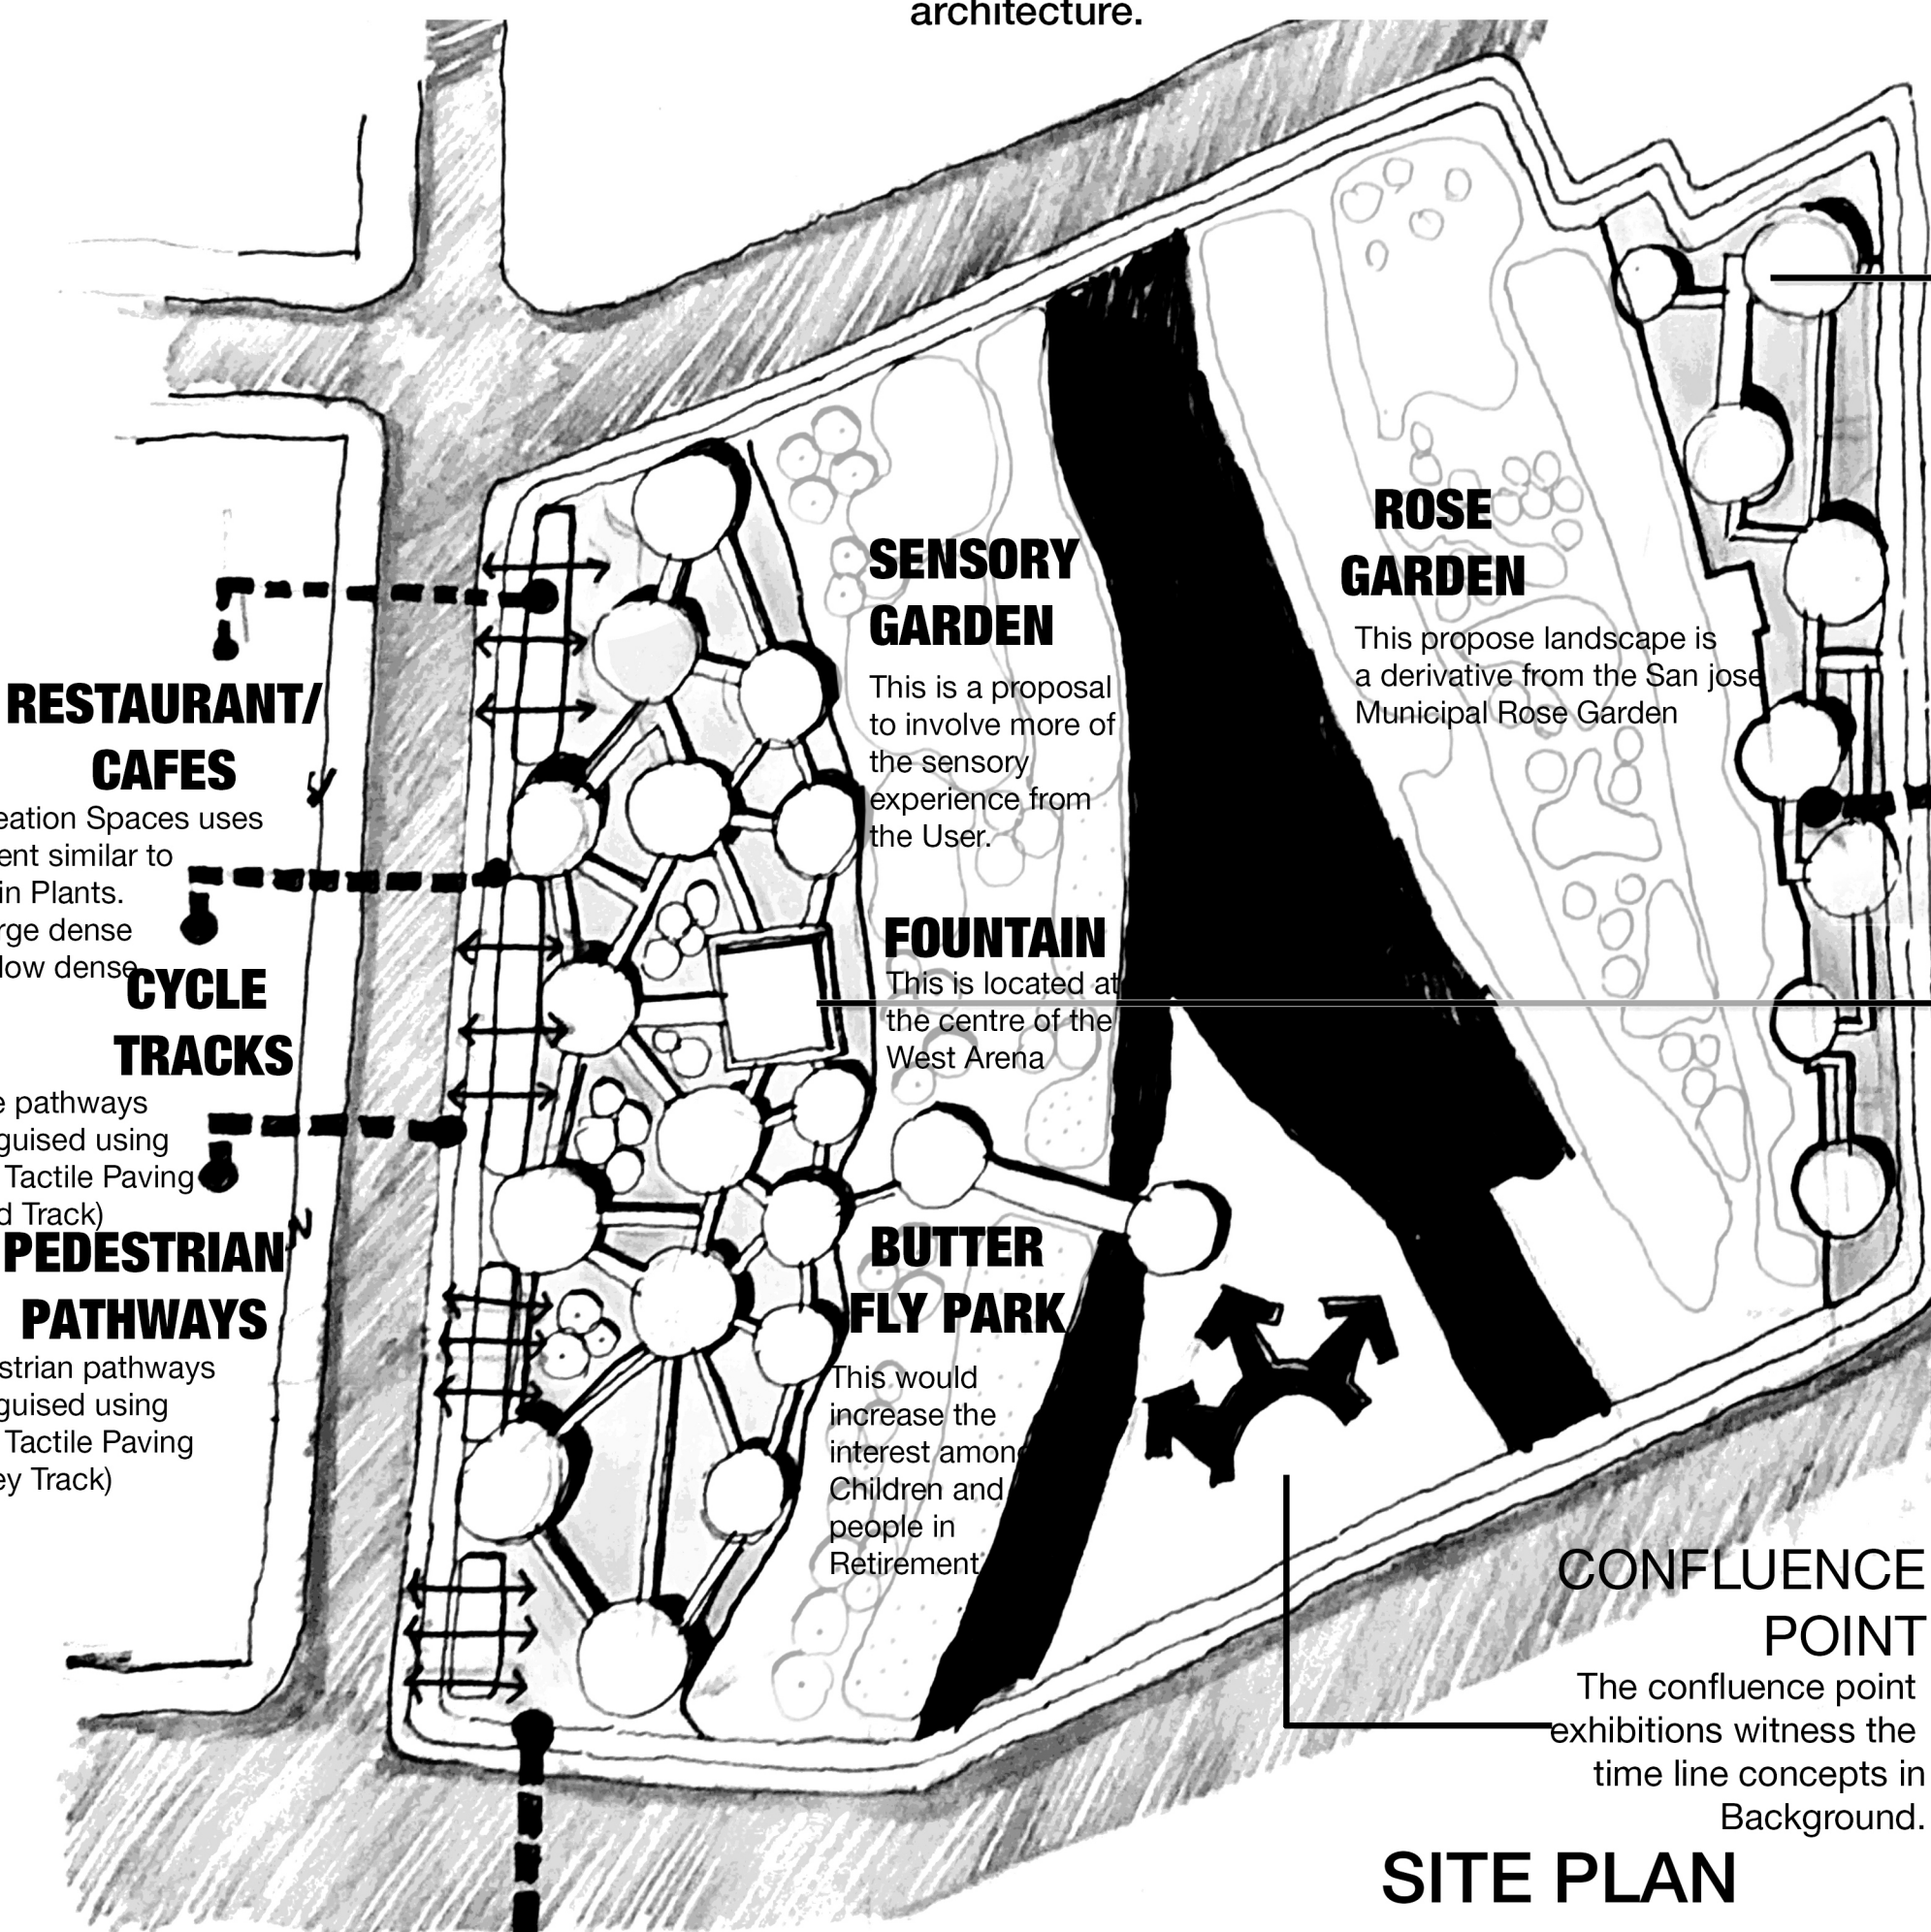 architecture.
SENSORY
GARDEN
This is a proposal
to involve more of
the sensory
experience from
the User.
ROSE
GARDEN
This propose landscape is
a derivative from the San jose
Municipal Rose Garden
RESTAURANT/
CAFES
eation Spaces uses
ent similar to
in Plants.
rge dense
low dense
CYCLE
TRACKS
e pathways
guised using
Tactile Paving
d Track)
PEDESTRIAN
PATHWAYS
strian pathways
guised using
Tactile Paving
ey Track)
FOUNTAIN
This is located at
the centre of the
West Arena
BUTTER
FLY PARK
This would
increase the
interest among
Children and
people in
Retirement
CONFLUENCE
POINT
The confluence point
exhibitions witness the
time line concepts in
Background.
SITE PLAN